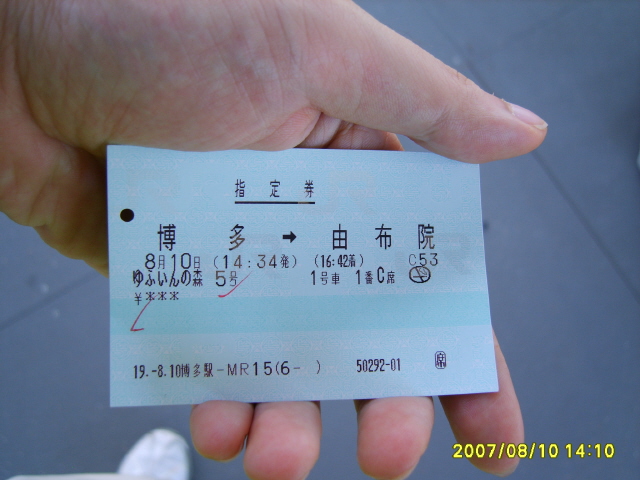 指定券
博多 → 由布院
8月10日 (14:34発) (16:42着) C53
ゆふいんの森 5号 1号車 1番C席
¥***
19.-8.10博多駅-MR15(6- ) 50292-01
2007/08/10 14:10